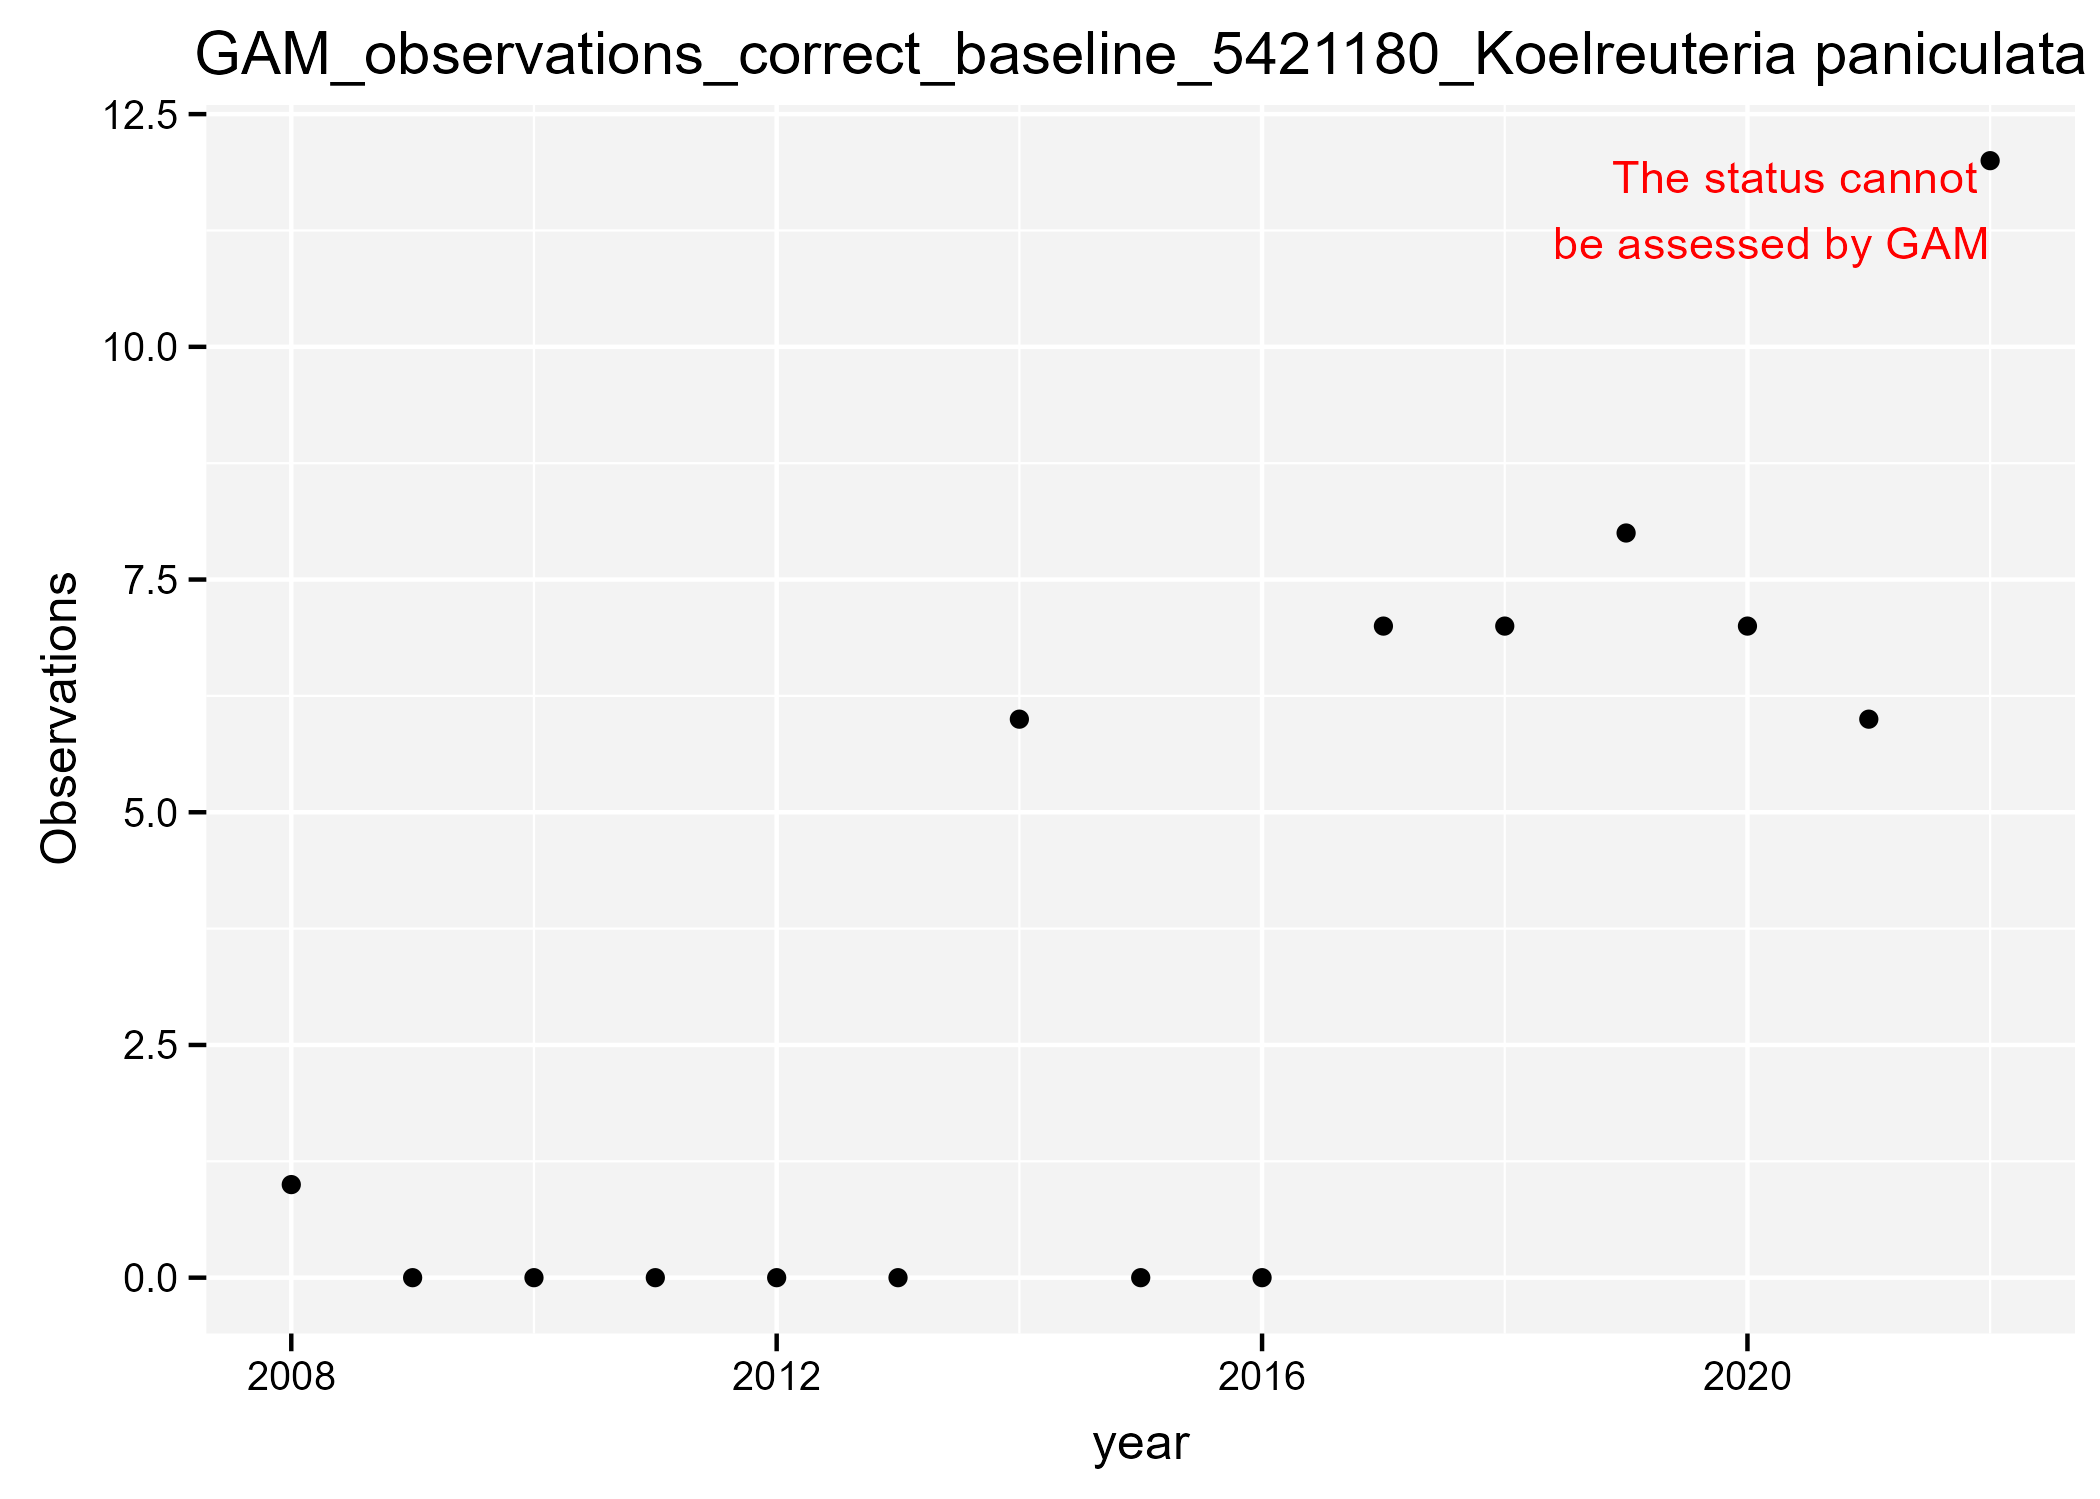 GAM_observations_correct_baseline_5421180_Koelreuteria paniculata
12.5
The status cannot
be assessed by GAM
10.0
7.5
5.0
2.5
0.0
Observations
2008 2012 2016 2020
year